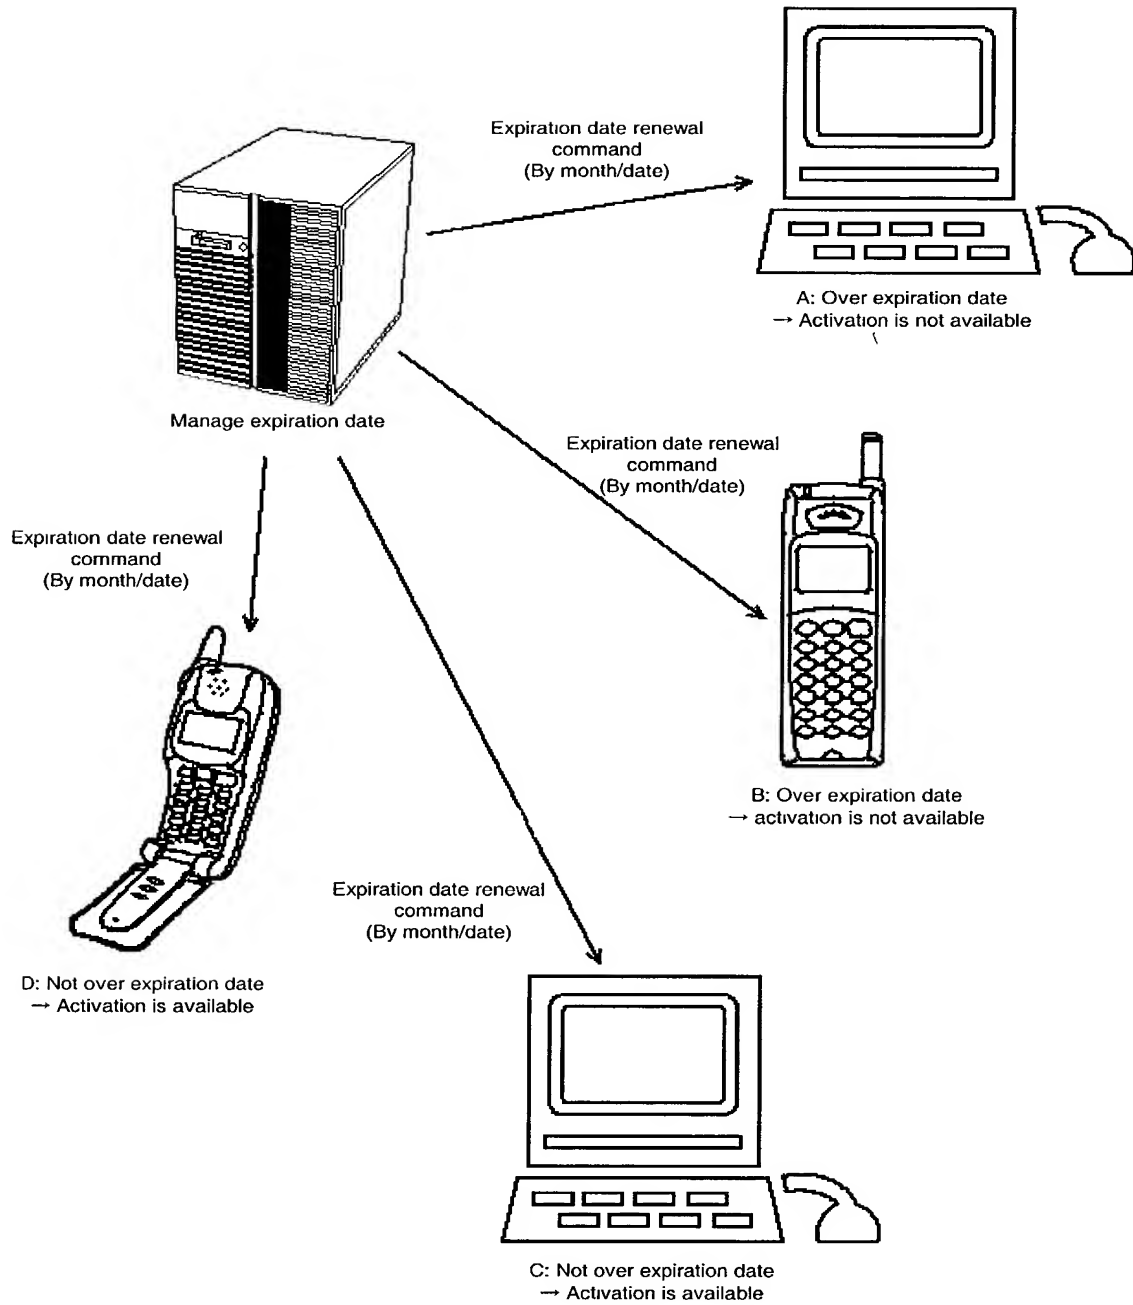 Expiration date renewal
command
(By month/date)
A: Over expiration date
→ Activation is not available
Manage expiration date
Expiration date renewal
command
(By month/date)
Expiration date renewal
command
(By month/date)
B: Over expiration date
→ activation is not available
Expiration date renewal
command
(By month/date)
D: Not over expiration date
→ Activation is available
C: Not over expiration date
→ Activation is available